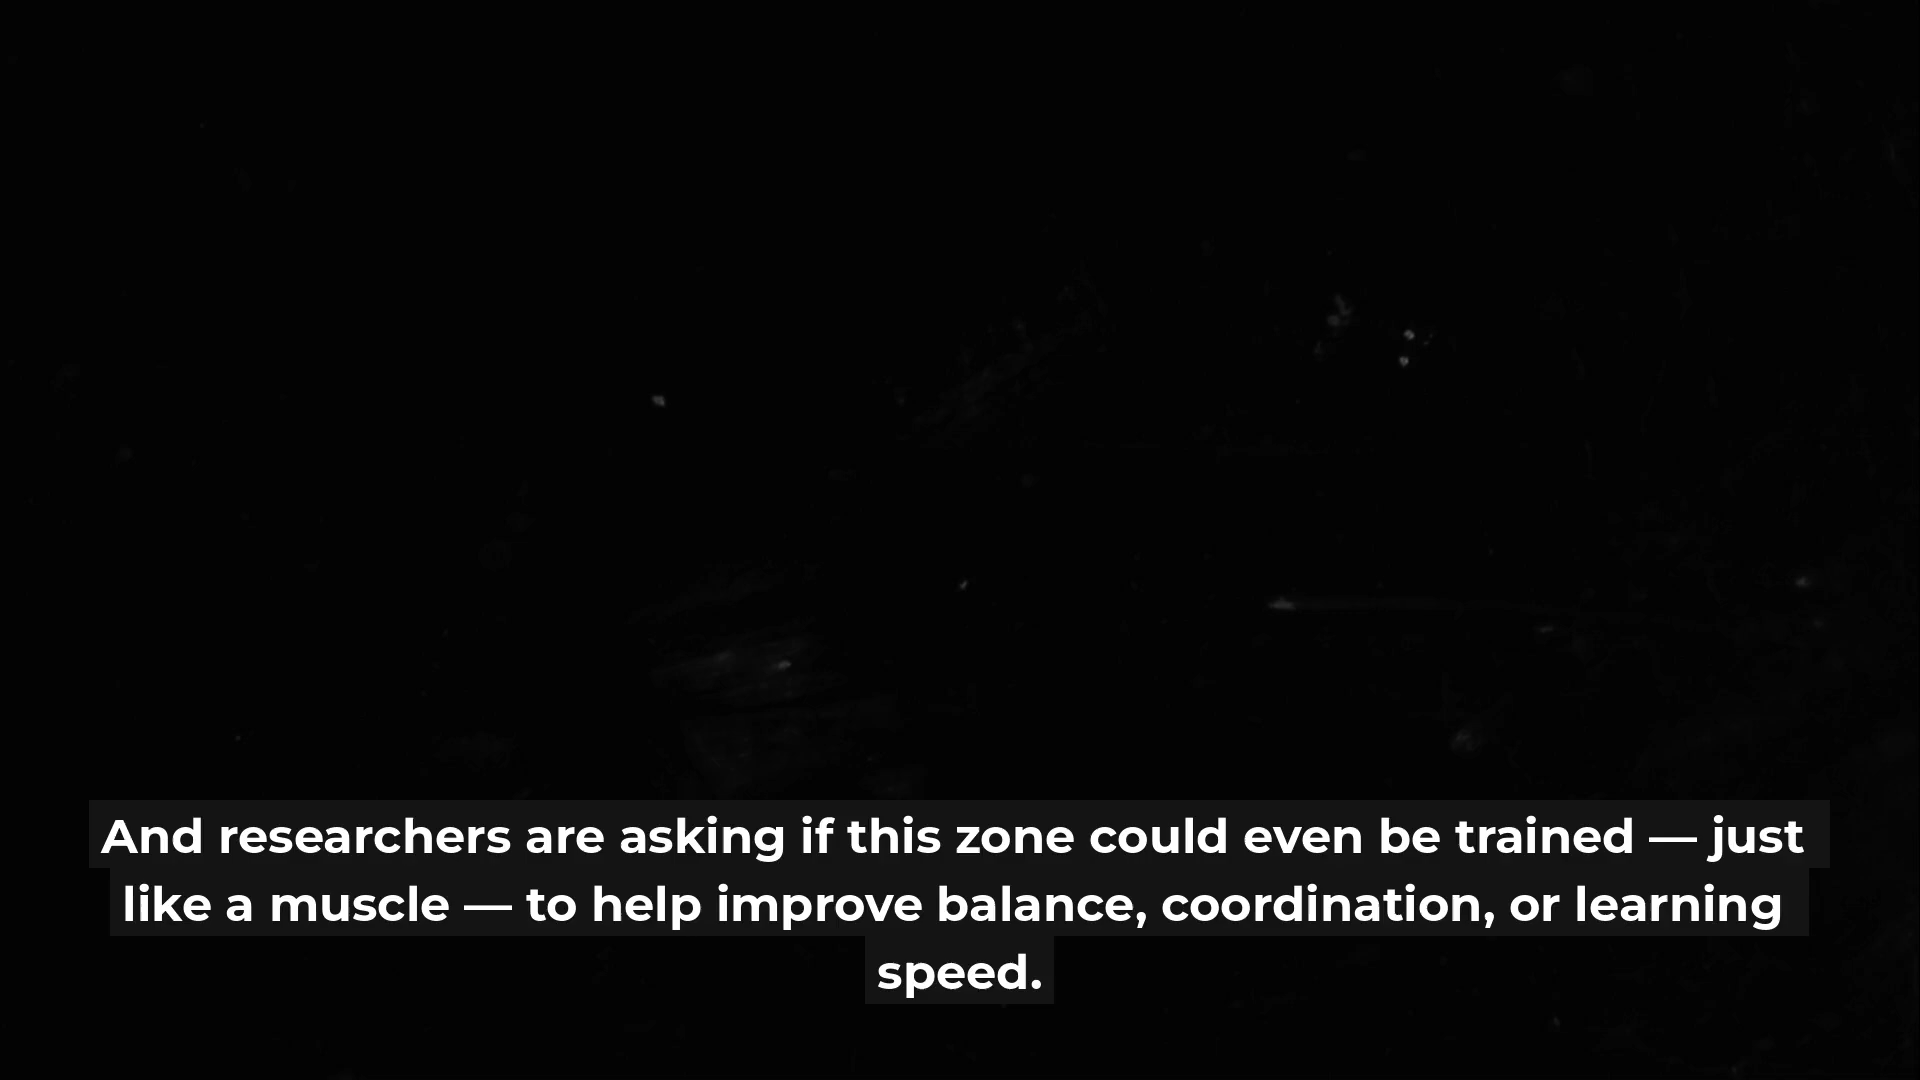 And researchers are asking if this zone could even be trained — just
like a muscle — to help improve balance, coordination, or learning
speed.